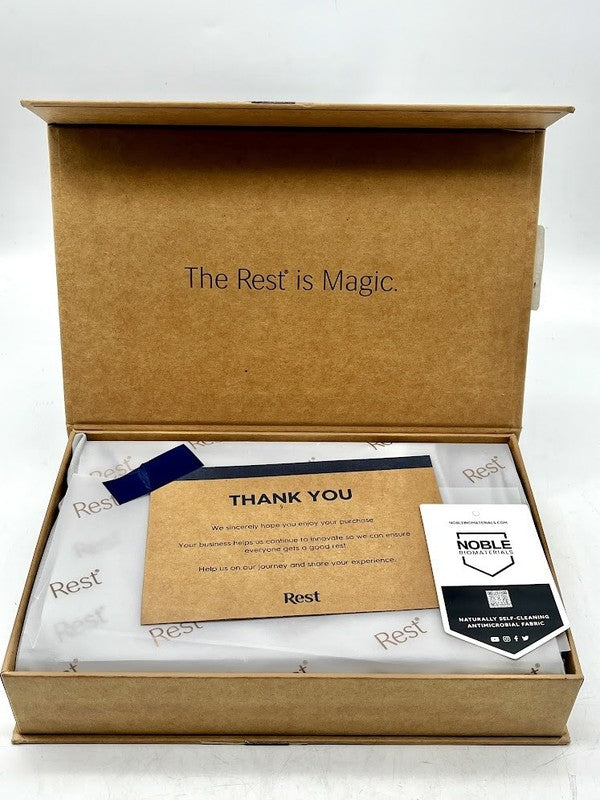 The Rest® is Magic.
Rest®
Rest®
Rest®
THANK YOU
We sincerely hope you enjoy your purchase
Your business helps us continue to innovate so we can ensure
everyone gets a good rest
Help us on our journey and share your experience.
Rest
NOBLEBIOMATERIALS.COM
NOBLE
BIOMATERIALS
NATURALLY SELF-CLEANING
ANTIMICROBIAL FABRIC
Rest®
Rest
Rest®